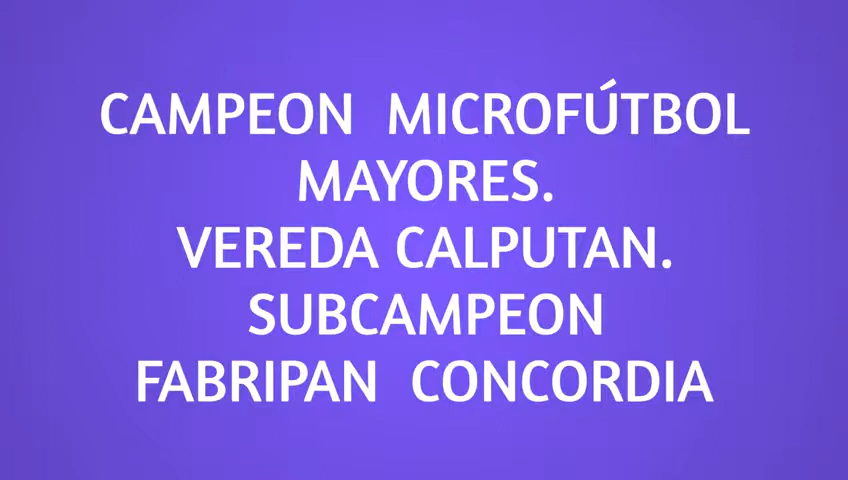 CAMPEON MICROFÚTBOL
MAYORES.
VEREDA CALPUTAN.
SUBCAMPEON
FABRIPAN CONCORDIA